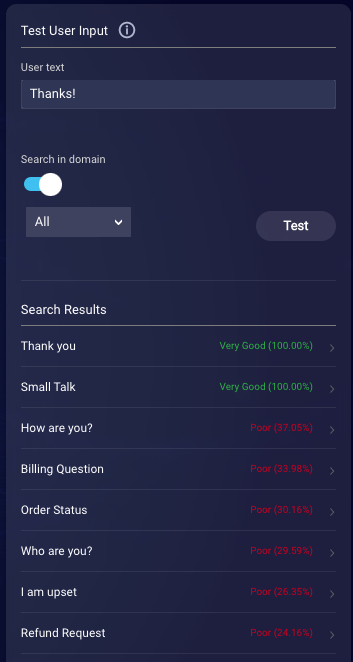 Test User Input
User text
Thanks!
Search in domain
All
Test
Search Results
Thank you Very Good (100.00%)
Small Talk Very Good (100.00%)
How are you? Poor (37.05%)
Billing Question Poor (33.98%)
Order Status Poor (30.16%)
Who are you? Poor (29.59%)
I am upset Poor (26.35%)
Refund Request Poor (24.16%)